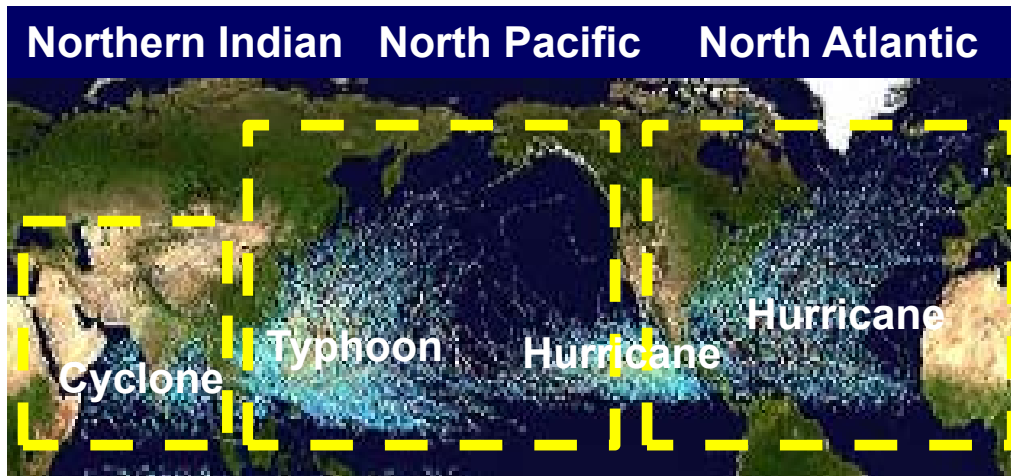 Northern Indian North Pacific North Atlantic
Hurricane
Typhoon Hurricane
Cyclone